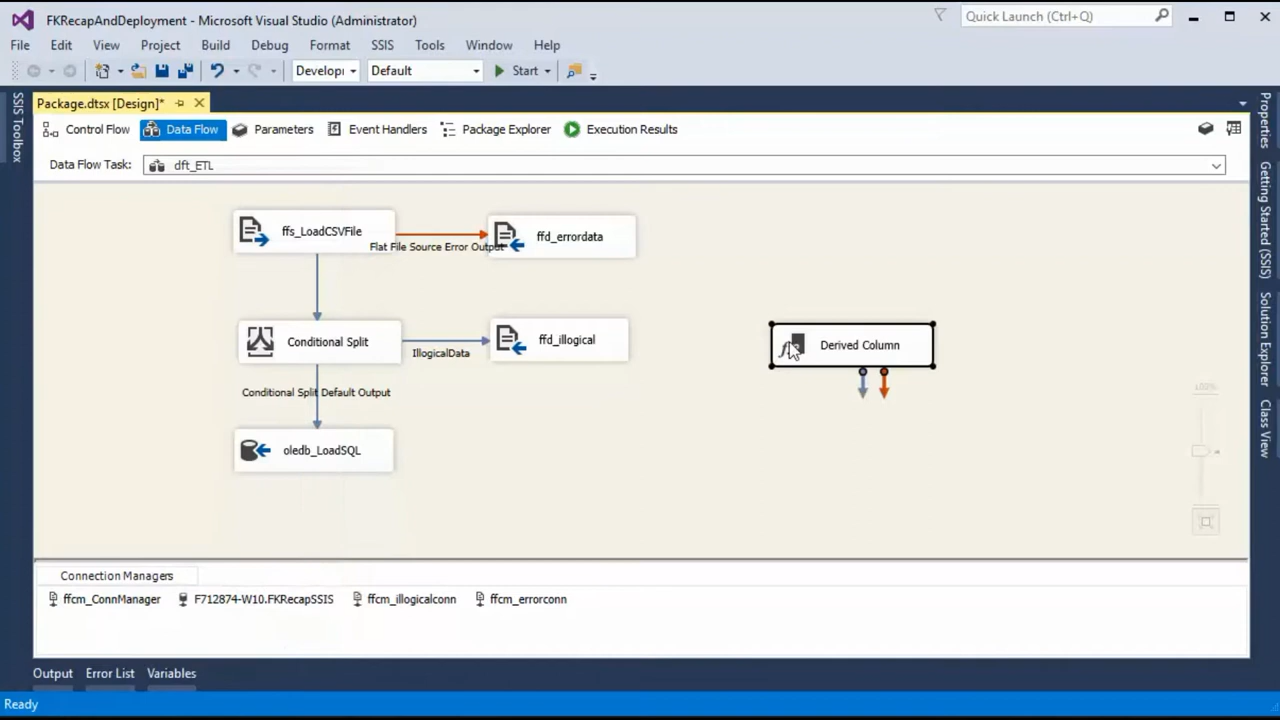 FKRecapAndDeployment - Microsoft Visual Studio (Administrator)
Quick Launch (Ctrl+Q)
File Edit View Project Build Debug Format SSIS Tools Window Help
Develop Default Start
Package.dtsx [Design]*
Control Flow Data Flow Parameters Event Handlers Package Explorer Execution Results
Data Flow Task: dft_ETL
SSIS Toolbox
ffs_LoadCSVFile
Flat File Source Error Output
ffd_errordata
Conditional Split
IllogicalData
ffd_illogical
Derived Column
Conditional Split Default Output
oledb_LoadSQL
100%
Properties
Getting Started (SSIS)
Solution Explorer
Class View
Connection Managers
ffcm_ConnManager F712874-W10.FKRecapSSIS ffcm_illogicalconn ffcm_errorconn
Output Error List Variables
Ready